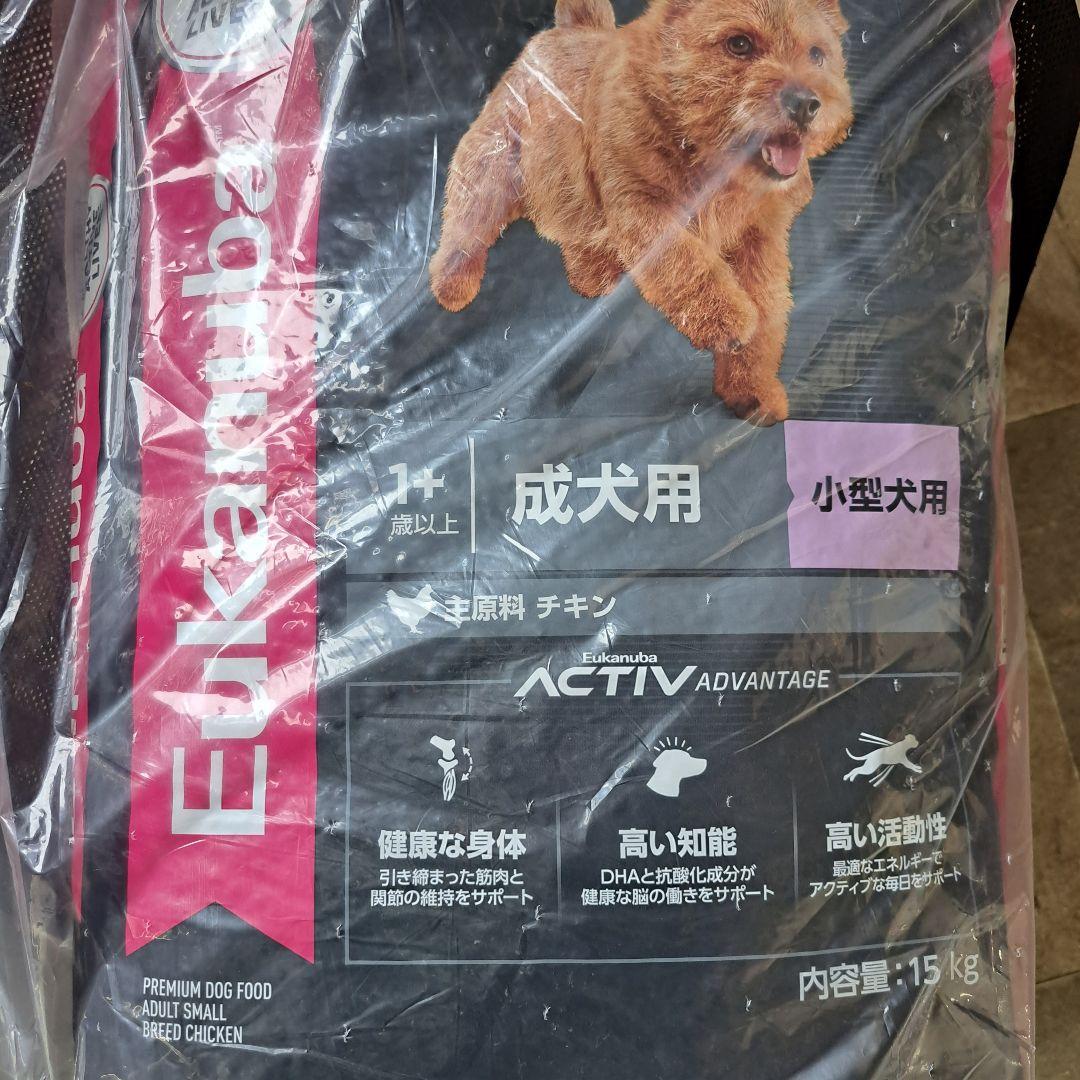 LIVE
Eukanuba
TM
1+
歳以上
成犬用
小型犬用
主原料 チキン
Eukanuba
ACTIV ADVANTAGE
健康な身体
引き締まった筋肉と
関節の維持をサポート
高い知能
DHAと抗酸化成分が
健康な脳の働きをサポート
高い活動性
最適なエネルギーで
アクティブな毎日をサポート
内容量:15 kg
PREMIUM DOG FOOD
ADULT SMALL
BREED CHICKEN
LIVE